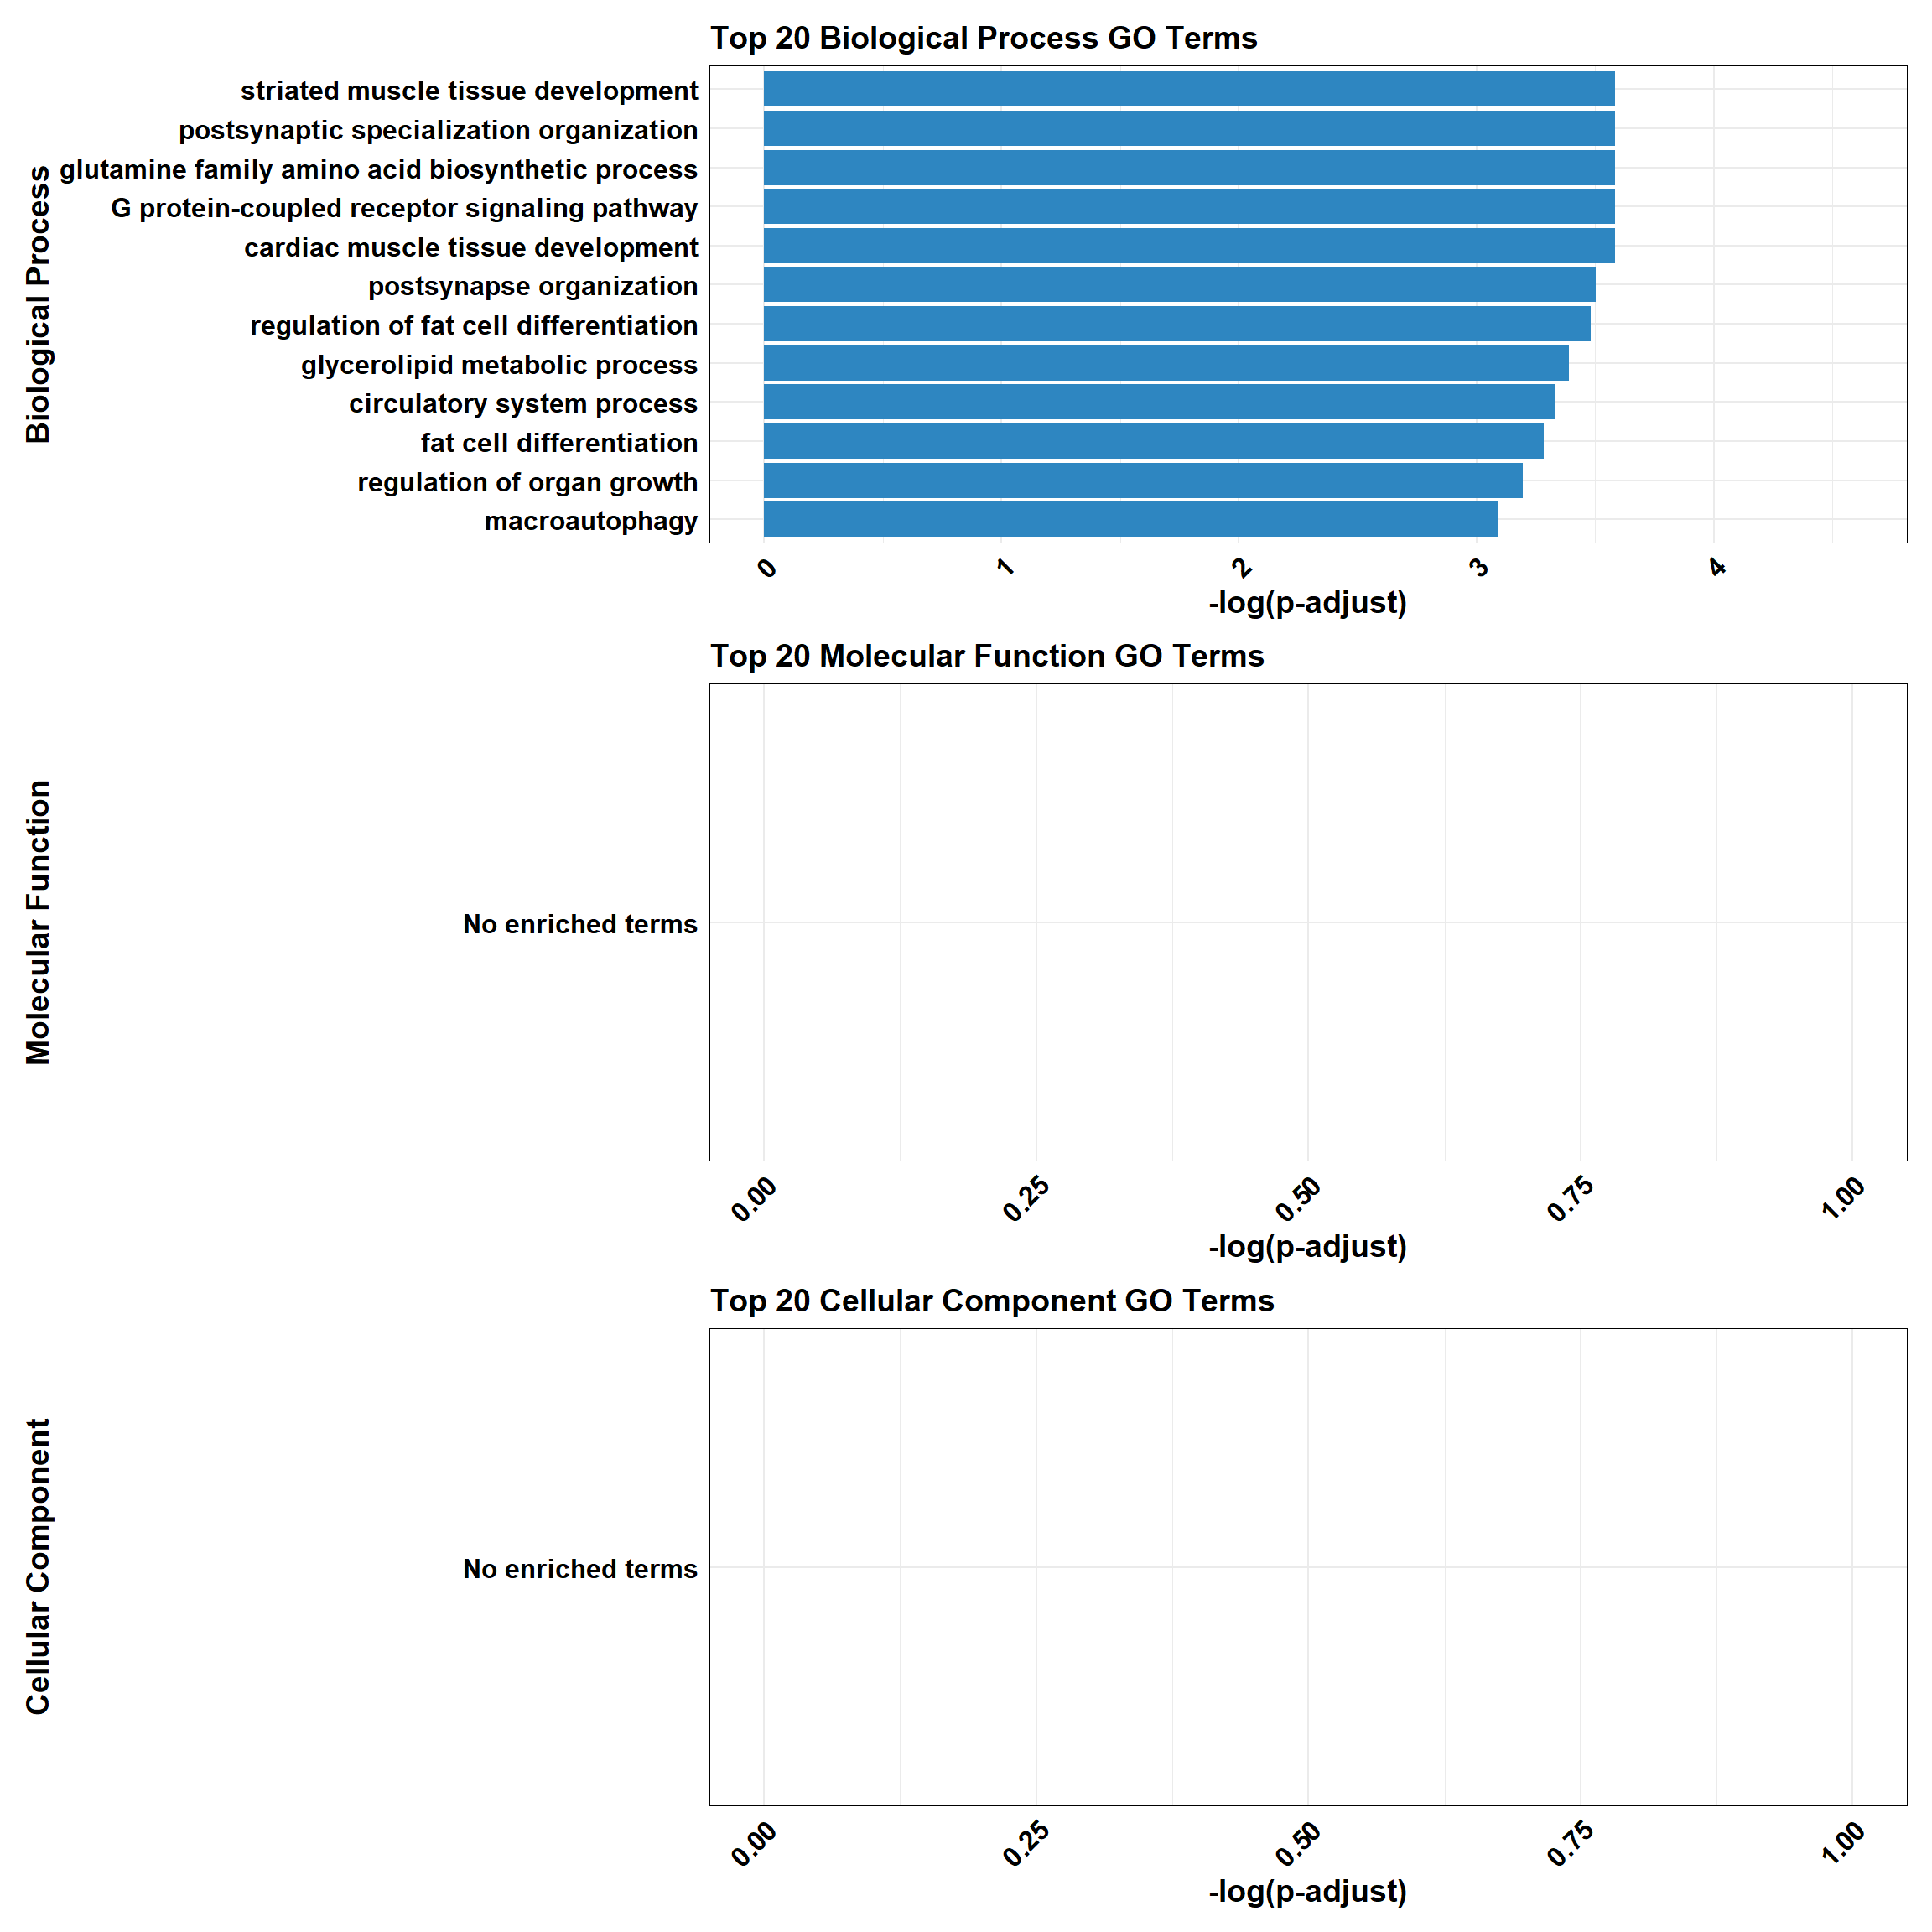 Top 20 Biological Process GO Terms
Biological Process
striated muscle tissue development
postsynaptic specialization organization
glutamine family amino acid biosynthetic process
G protein-coupled receptor signaling pathway
cardiac muscle tissue development
postsynapse organization
regulation of fat cell differentiation
glycerolipid metabolic process
circulatory system process
fat cell differentiation
regulation of organ growth
macroautophagy
0 1 2 3 4
-log(p-adjust)
Top 20 Molecular Function GO Terms
Molecular Function
No enriched terms
0.00 0.25 0.50 0.75 1.00
-log(p-adjust)
Top 20 Cellular Component GO Terms
Cellular Component
No enriched terms
0.00 0.25 0.50 0.75 1.00
-log(p-adjust)